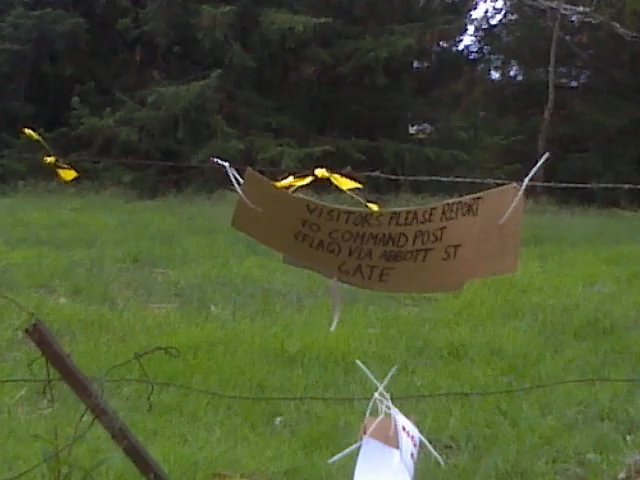 VISITORS PLEASE REPORT
TO COMMAND POST
(FLAG) VIA ABBOTT ST
GATE